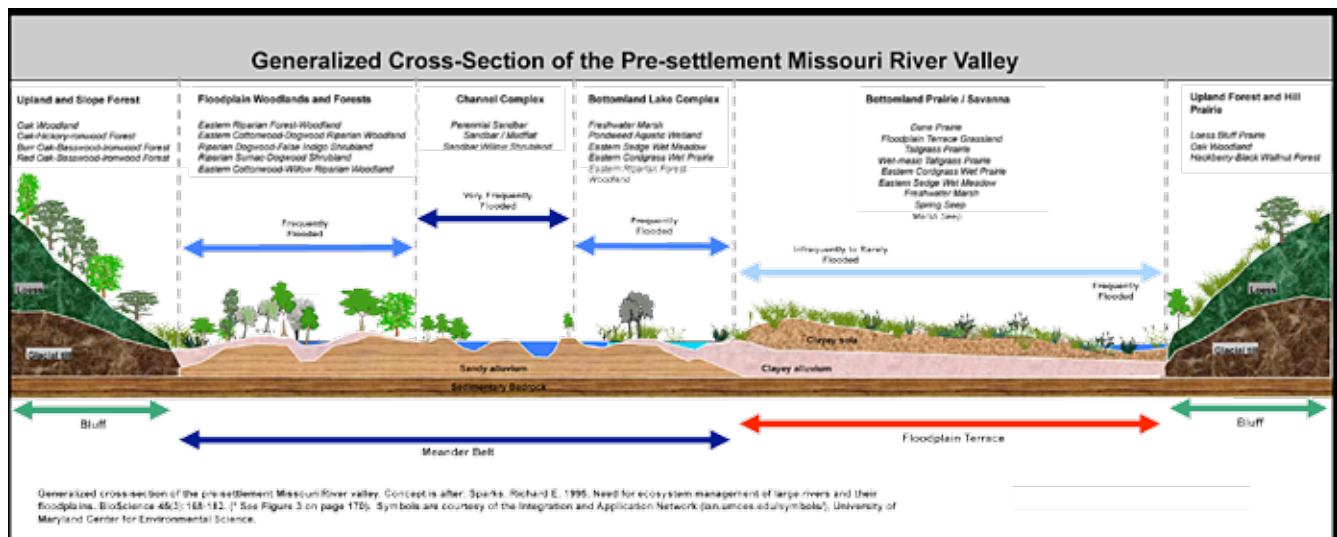 Generalized Cross-Section of the Pre-settlement Missouri River Valley
Upland and Slope Forest
Oak Woodland
Oak-Hickory-Ironwood Forest
Burr Oak-Basswood-Ironwood Forest
Red Oak-Basswood-Ironwood Forest
Floodplain Woodlands and Forests
Eastern Riparian Forest-Woodland
Eastern Cottonwood-Dogwood Riparian Woodland
Riparian Dogwood-False Indigo Shrubland
Riparian Sumac-Dogwood Shrubland
Eastern Cottonwood-Willow Riparian Woodland
Channel Complex
Perennial Sandbar
Sandbar / Mudflat
Sandbar Willow Shrubland
Bottomland Lake Complex
Freshwater Marsh
Pondweed Aquatic Wetland
Eastern Sedge Wet Meadow
Eastern Cordgrass Wet Prairie
Eastern Riparian Forest-
Woodland
Bottomland Prairie / Savanna
Dune Prairie
Floodplain Terrace Grassland
Tallgrass Prairie
Wet-mesic Tallgrass Prairie
Eastern Cordgrass Wet Prairie
Eastern Sedge Wet Meadow
Freshwater Marsh
Spring Seep
Marsh Seep
Upland Forest and Hill
Prairie
Loess Bluff Prairie
Oak Woodland
Hackberry-Black Walnut Forest
Frequently
Flooded
Very Frequently
Flooded
Frequently
Flooded
Infrequently to Rarely
Flooded
Frequently
Flooded
Loess
Glacial till
Sandy alluvium
Sedimentary Bedrock
Clayey soils
Clayey alluvium
Loess
Glacial till
Bluff
Meander Belt
Floodplain Terrace
Bluff
Generalized cross-section of the pre-settlement Missouri River valley. Concept is after: Sparks, Richard E. 1995. Need for ecosystem management of large rivers and their
floodplains. BioScience 45(3): 168-182. (* See Figure 3 on page 170). Symbols are courtesy of the Integration and Application Network (ian.umces.edu/symbols/), University of
Maryland Center for Environmental Science.